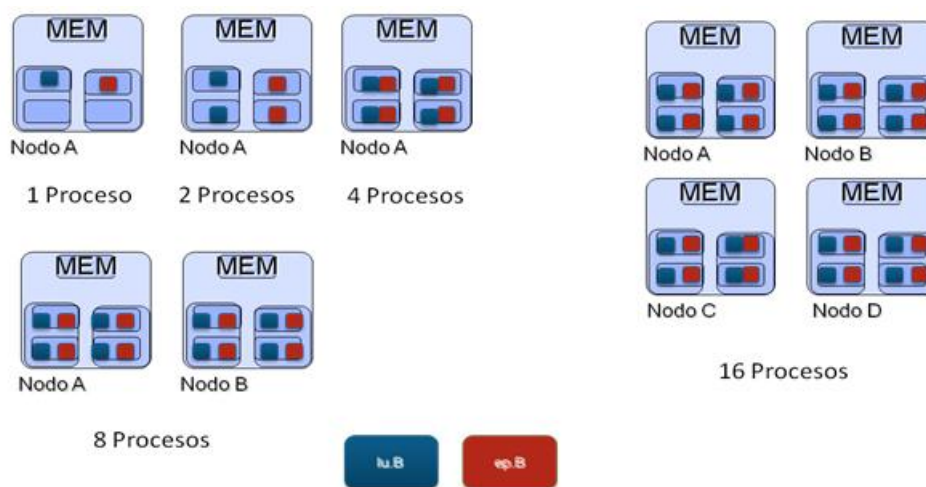 MEM
MEM
MEM
Nodo A
Nodo A
Nodo A
1 Proceso
2 Procesos
4 Procesos
MEM
MEM
Nodo A
Nodo B
8 Procesos
MEM
MEM
Nodo A
Nodo B
MEM
MEM
Nodo C
Nodo D
16 Procesos
lu.B
ep.B